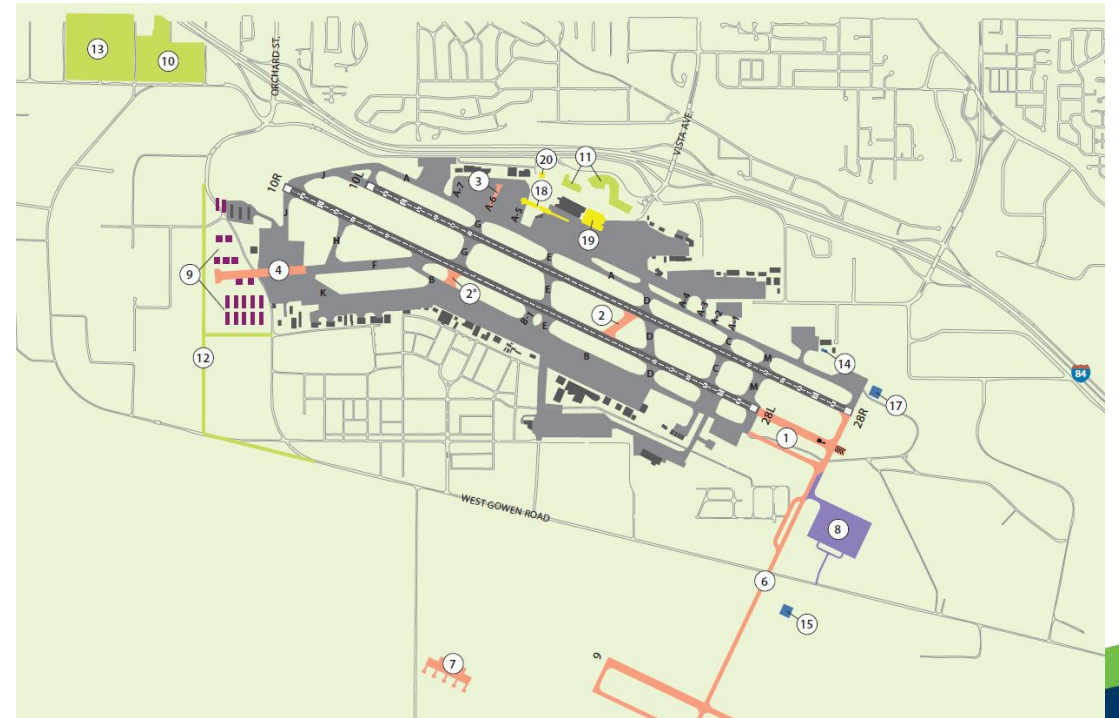 13
10
ORCHARD ST.
VISTA AVE.
20
11
3
18
19
10R
10L
J
A
A-7
A-6
A-5
J
G
G
E
H
F
K
B
2*
9
4
E
A
D
2
A-4
A-3
A-2
A-1
B-1
E
D
C
M
B
D
C
M
14
84
17
12
28L
28R
1
WEST GOWEN ROAD
8
6
15
9
7